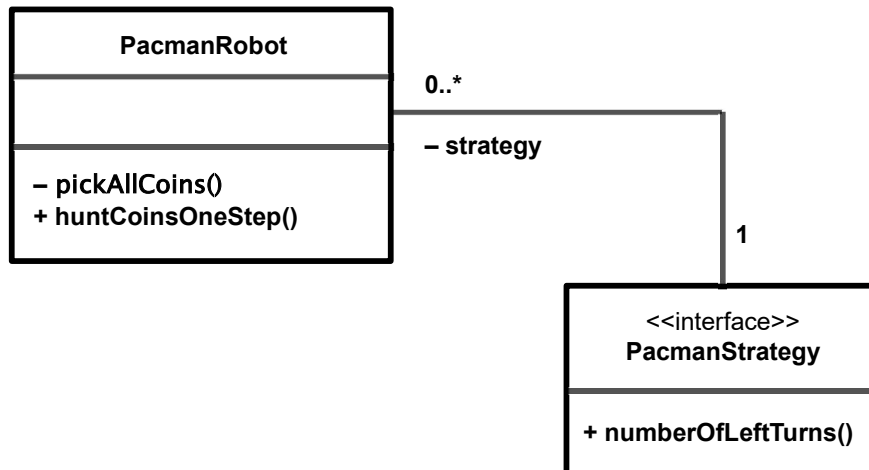 PacmanRobot
0..*
– strategy
– pickAllCoins()
+ huntCoinsOneStep()
1
<<interface>>
PacmanStrategy
+ numberOfLeftTurns()